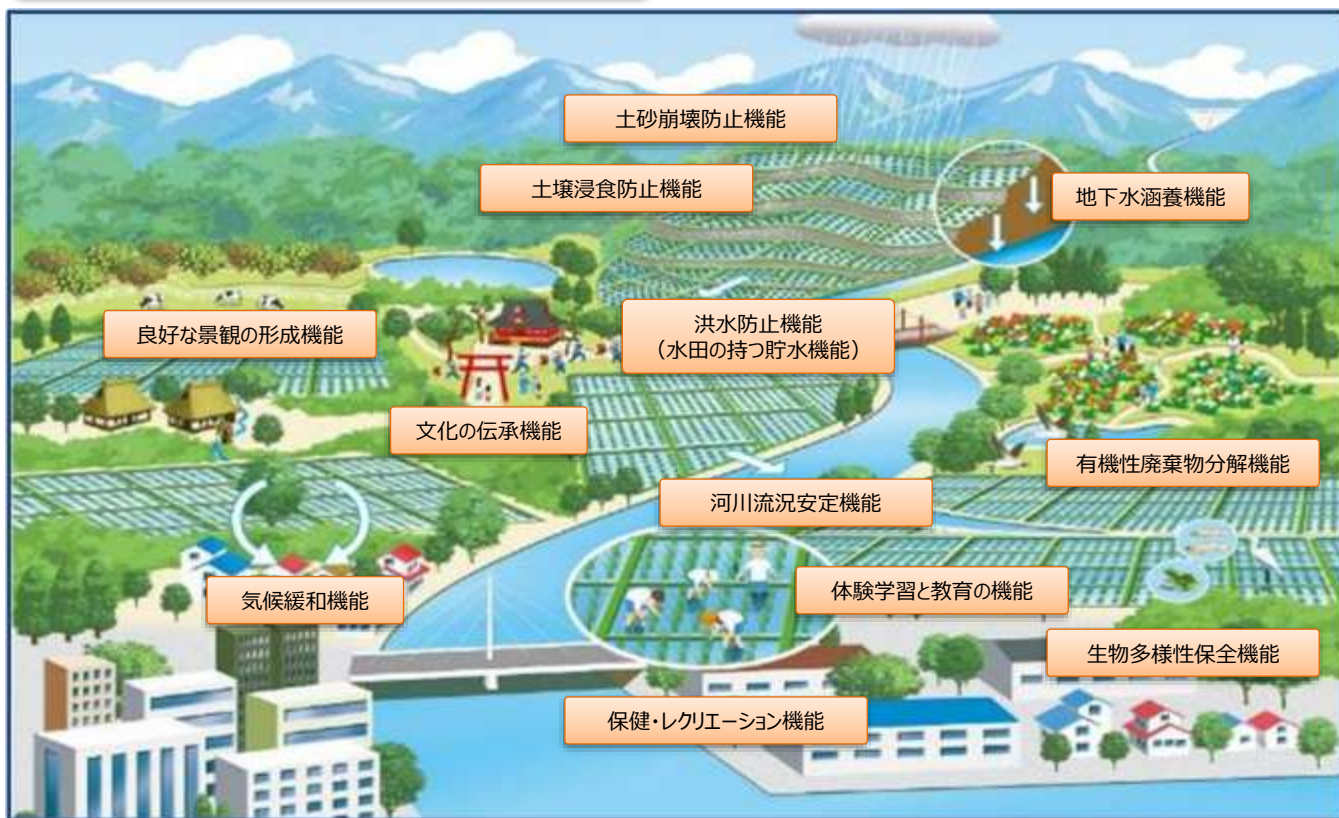 土砂崩壊防止機能
土壌浸食防止機能
地下水涵養機能
良好な景観の形成機能
洪水防止機能
（水田の持つ貯水機能）
文化の伝承機能
有機性廃棄物分解機能
河川流況安定機能
気候緩和機能
体験学習と教育の機能
生物多様性保全機能
保健・レクリエーション機能